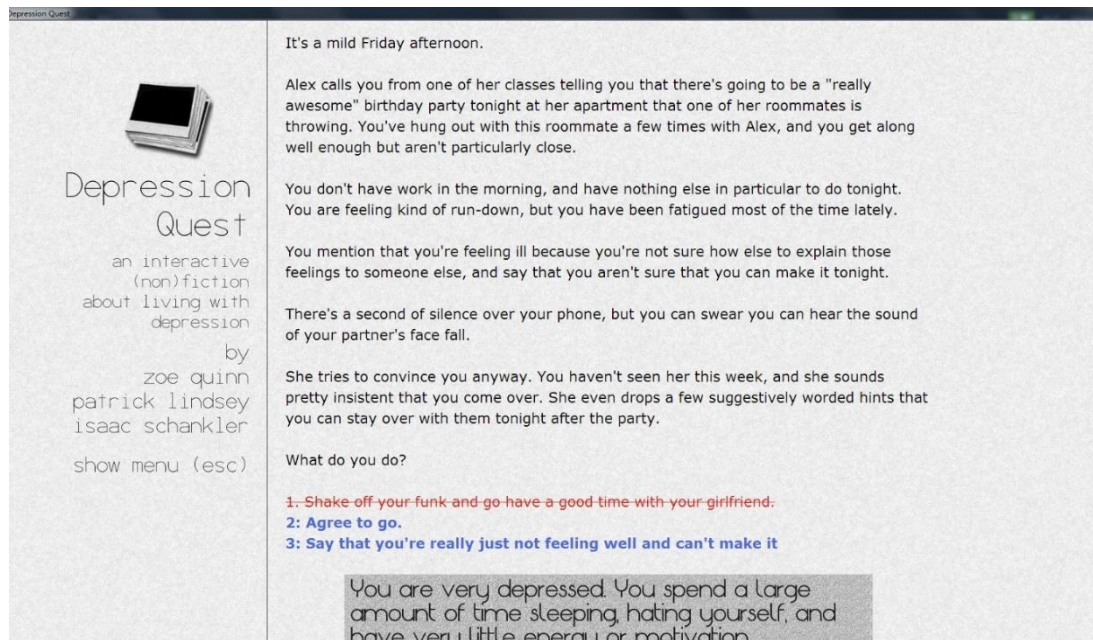 Depression Quest
It's a mild Friday afternoon.
Alex calls you from one of her classes telling you that there's going to be a "really
awesome" birthday party tonight at her apartment that one of her roommates is
throwing. You've hung out with this roommate a few times with Alex, and you get along
well enough but aren't particularly close.
You don't have work in the morning, and have nothing else in particular to do tonight.
You are feeling kind of run-down, but you have been fatigued most of the time lately.
You mention that you're feeling ill because you're not sure how else to explain those
feelings to someone else, and say that you aren't sure that you can make it tonight.
There's a second of silence over your phone, but you can swear you can hear the sound
of your partner's face fall.
She tries to convince you anyway. You haven't seen her this week, and she sounds
pretty insistent that you come over. She even drops a few suggestively worded hints that
you can stay over with them tonight after the party.
What do you do?
1. Shake off your funk and go have a good time with your girlfriend.
2: Agree to go.
3: Say that you're really just not feeling well and can't make it
You are very depressed. You spend a large
amount of time sleeping, hating yourself, and
have very little energy or motivation.
Depression
Quest
an interactive
(non)fiction
about living with
depression
by
zoe quinn
patrick lindsey
isaac schankler
show menu (esc)